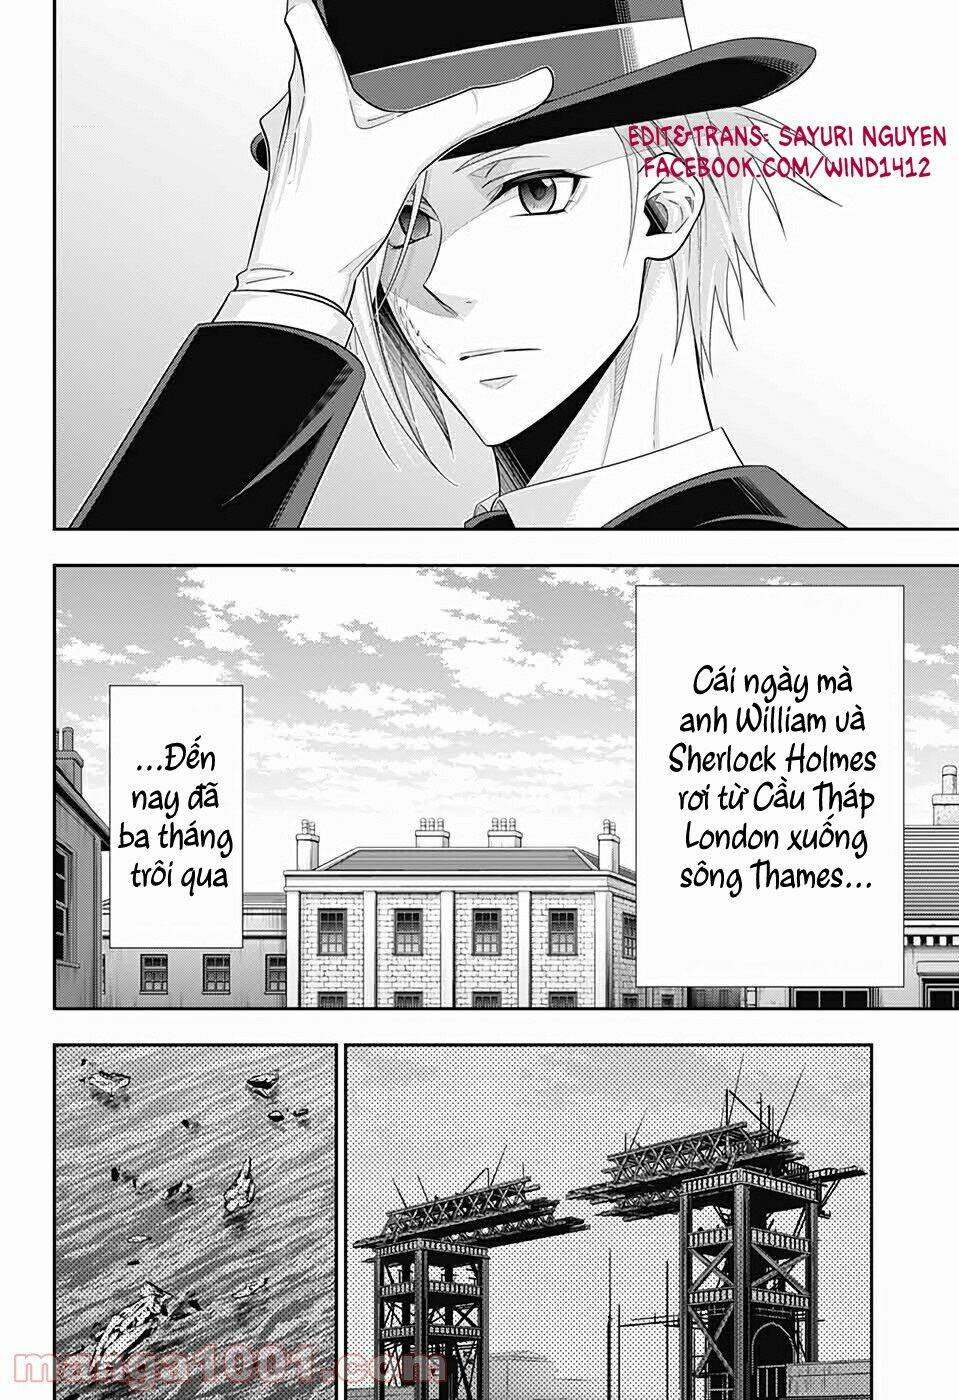 EDIT&TRANS: SAYURI NGUYEN
FACEBOOK.COM/WIND1412
Cái ngày mà
anh William và
Sherlock Holmes
rơi từ Cầu Tháp
London xuống
sông Thames...
...Đến
nay đã
ba tháng
trôi qua
manga1001.com